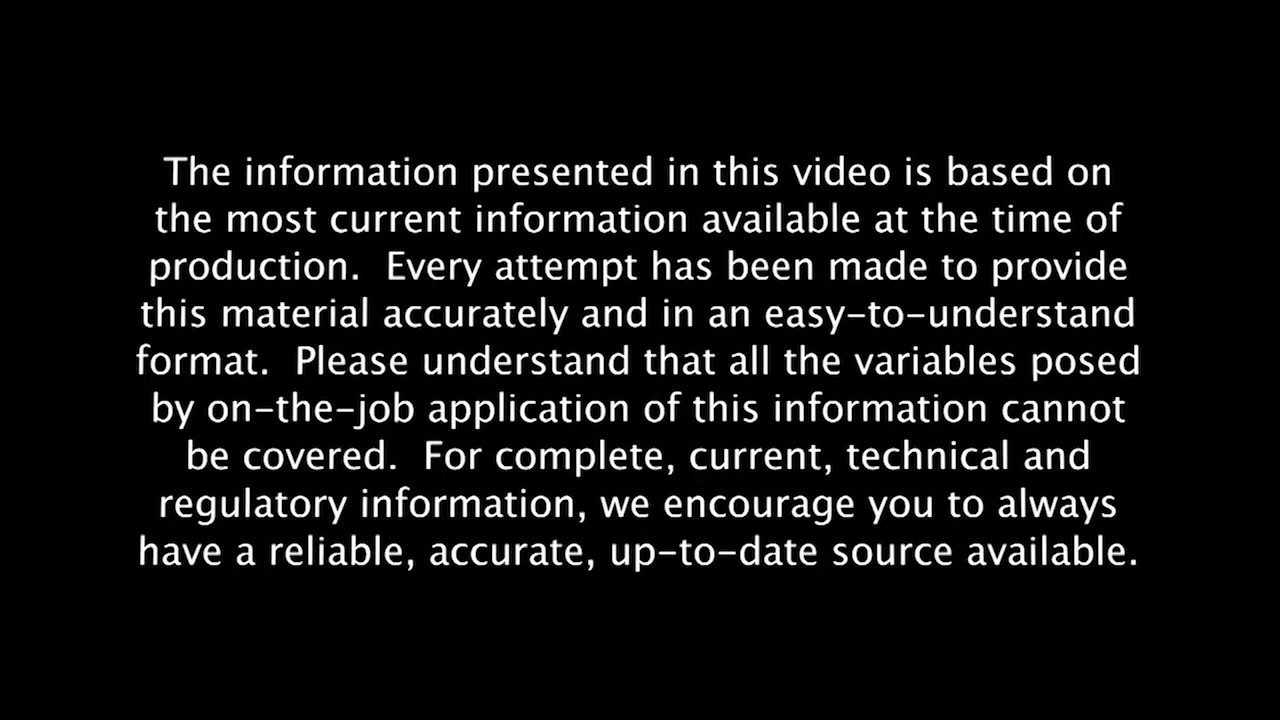 The information presented in this video is based on
the most current information available at the time of
production.  Every attempt has been made to provide
this material accurately and in an easy-to-understand
format.  Please understand that all the variables posed
by on-the-job application of this information cannot
be covered.  For complete, current, technical and
regulatory information, we encourage you to always
have a reliable, accurate, up-to-date source available.